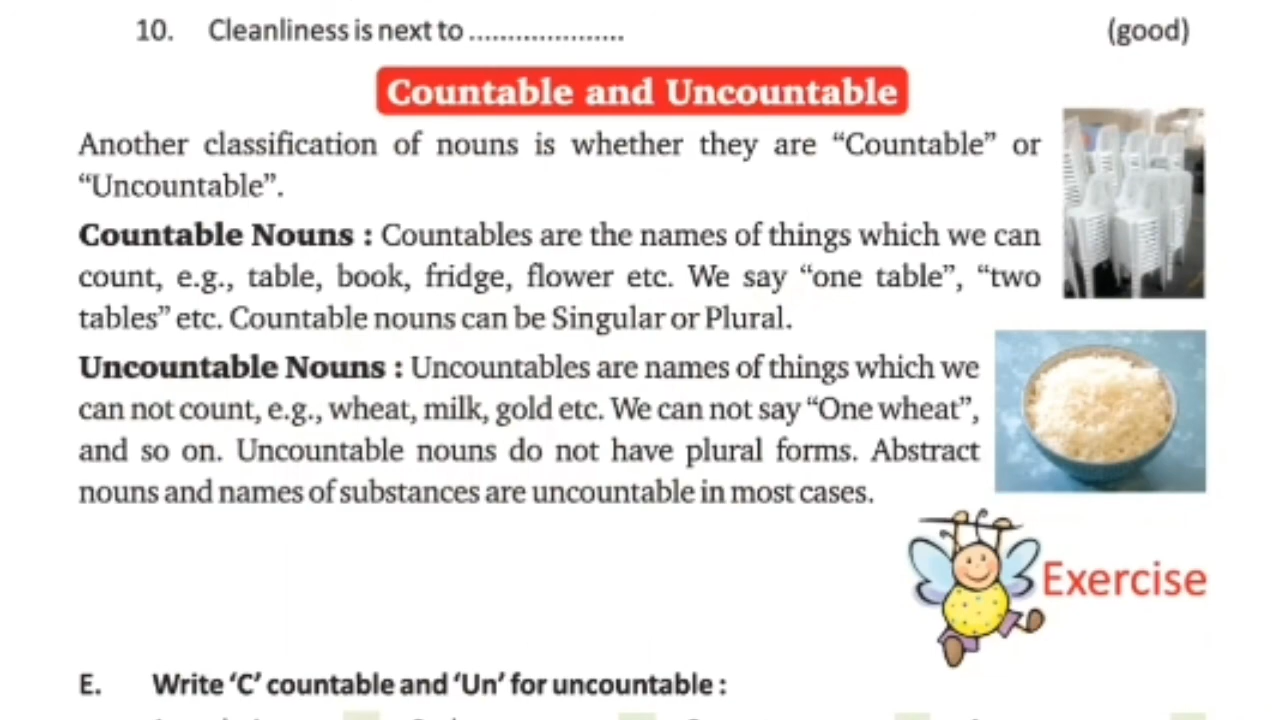 10. Cleanliness is next to .................... (good)
Countable and Uncountable
Another classification of nouns is whether they are “Countable” or
“Uncountable”.
Countable Nouns : Countables are the names of things which we can
count, e.g., table, book, fridge, flower etc. We say “one table”, “two
tables” etc. Countable nouns can be Singular or Plural.
Uncountable Nouns : Uncountables are names of things which we
can not count, e.g., wheat, milk, gold etc. We can not say “One wheat”,
and so on. Uncountable nouns do not have plural forms. Abstract
nouns and names of substances are uncountable in most cases.
Exercise
E. Write ‘C’ countable and ‘Un’ for uncountable :